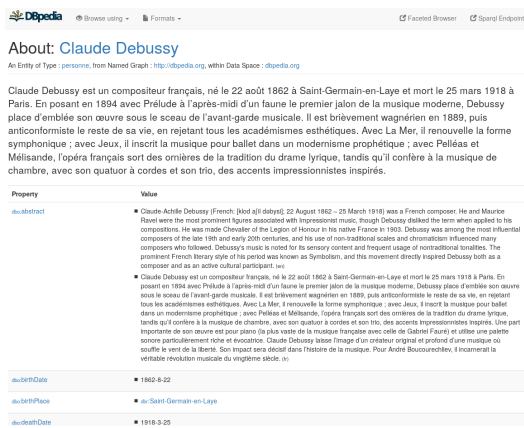 DBpedia Browse using Formats Faceted Browser Sparql Endpoint
About: Claude Debussy
An Entity of Type : personne, from Named Graph : http://dbpedia.org, within Data Space : dbpedia.org
Claude Debussy est un compositeur français, né le 22 août 1862 à Saint-Germain-en-Laye et mort le 25 mars 1918 à
Paris. En posant en 1894 avec Prélude à l'après-midi d'un faune le premier jalon de la musique moderne, Debussy
place d'emblée son œuvre sous le sceau de l'avant-garde musicale. Il est brièvement wagnérien en 1889, puis
anticonformiste le reste de sa vie, en rejetant tous les académismes esthétiques. Avec La Mer, il renouvelle la forme
symphonique ; avec Jeux, il inscrit la musique pour ballet dans un modernisme prophétique ; avec Pelléas et
Mélisande, l'opéra français sort des ornières de la tradition du drame lyrique, tandis qu'il confère à la musique de
chambre, avec son quatuor à cordes et son trio, des accents impressionnistes inspirés.
Property Value
dbo:abstract Claude-Achille Debussy (French: [klod aʃil dəbysi]; 22 August 1862 – 25 March 1918) was a French composer. He and Maurice
Ravel were the most prominent figures associated with Impressionist music, though Debussy disliked the term when applied to his
compositions. He was made Chevalier of the Legion of Honour in his native France in 1903. Debussy was among the most influential
composers of the late 19th and early 20th centuries, and his use of non-traditional scales and chromaticism influenced many
composers who followed. Debussy's music is noted for its sensory content and frequent usage of nontraditional tonalities. The
prominent French literary style of his period was known as Symbolism, and this movement directly inspired Debussy both as a
composer and as an active cultural participant. (en)
Claude Debussy est un compositeur français, né le 22 août 1862 à Saint-Germain-en-Laye et mort le 25 mars 1918 à Paris. En
posant en 1894 avec Prélude à l'après-midi d'un faune le premier jalon de la musique moderne, Debussy place d'emblée son œuvre
sous le sceau de l'avant-garde musicale. Il est brièvement wagnérien en 1889, puis anticonformiste le reste de sa vie, en rejetant
tous les académismes esthétiques. Avec La Mer, il renouvelle la forme symphonique ; avec Jeux, il inscrit la musique pour ballet
dans un modernisme prophétique ; avec Pelléas et Mélisande, l'opéra français sort des ornières de la tradition du drame lyrique,
tandis qu'il confère à la musique de chambre, avec son quatuor à cordes et son trio, des accents impressionnistes inspirés. Une part
importante de son œuvre est pour piano (la plus vaste de la musique française avec celle de Gabriel Fauré) et utilise une palette
sonore particulièrement riche et évocatrice. Claude Debussy laisse l'image d'un créateur original et profond d'une musique où
souffle le vent de la liberté. Son impact sera décisif dans l'histoire de la musique. Pour André Boucourechliev, il incarnerait la
véritable révolution musicale du vingtième siècle. (fr)
dbo:birthDate 1862-8-22
dbo:birthPlace dbr:Saint-Germain-en-Laye
dbo:deathDate 1918-3-25